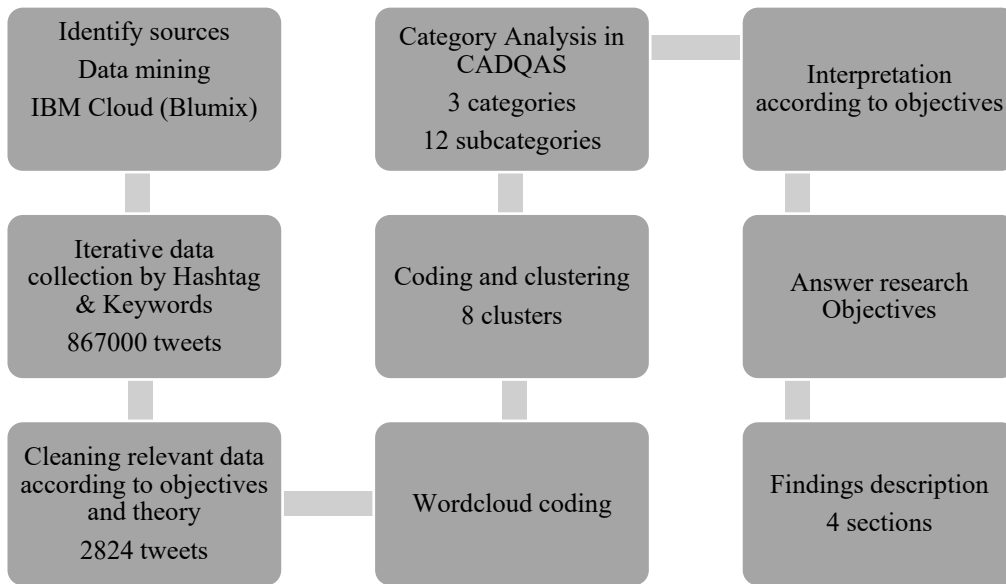 Identify sources
Data mining
IBM Cloud (Blumix)
Iterative data
collection by Hashtag
& Keywords
867000 tweets
Cleaning relevant data
according to objectives
and theory
2824 tweets
Wordcloud coding
Coding and clustering
8 clusters
Category Analysis in
CADQAS
3 categories
12 subcategories
Interpretation
according to objectives
Answer research
Objectives
Findings description
4 sections